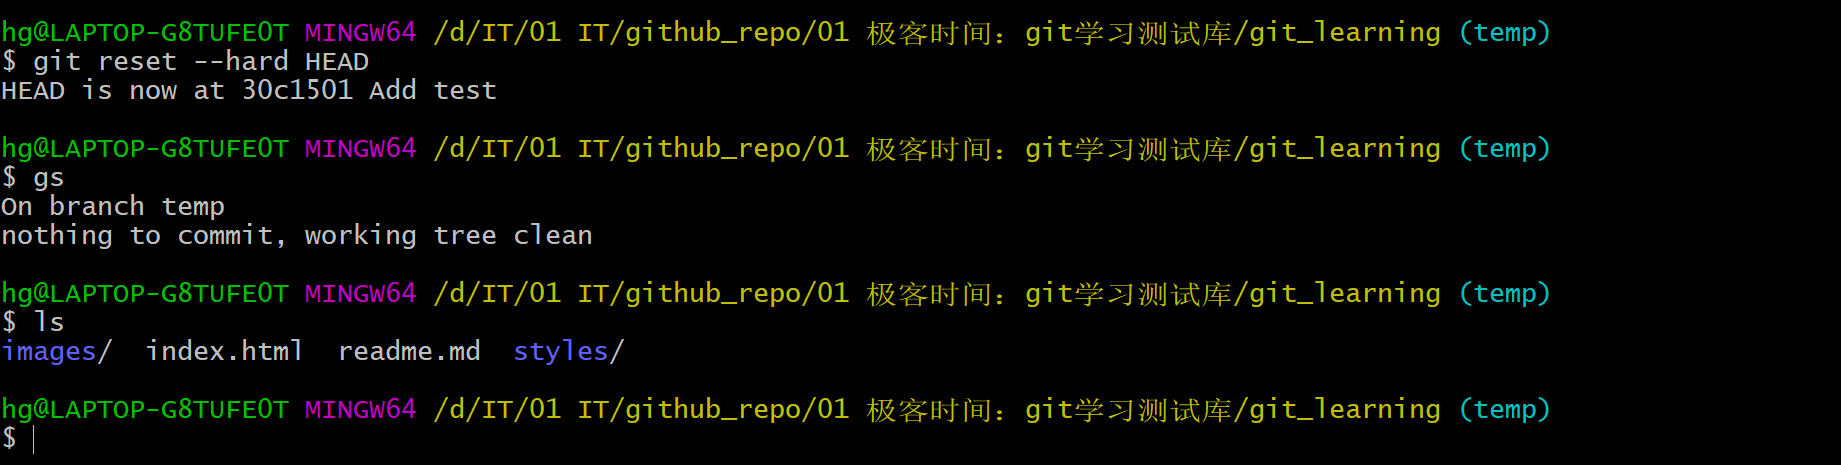 hg@LAPTOP-G8TUFE0T MINGW64 /d/IT/01 IT/github_repo/01 极客时间：git学习测试库/git_learning (temp)
$ git reset --hard HEAD
HEAD is now at 30c1501 Add test
hg@LAPTOP-G8TUFE0T MINGW64 /d/IT/01 IT/github_repo/01 极客时间：git学习测试库/git_learning (temp)
$ gs
On branch temp
nothing to commit, working tree clean
hg@LAPTOP-G8TUFE0T MINGW64 /d/IT/01 IT/github_repo/01 极客时间：git学习测试库/git_learning (temp)
$ ls
images/  index.html  readme.md  styles/
hg@LAPTOP-G8TUFE0T MINGW64 /d/IT/01 IT/github_repo/01 极客时间：git学习测试库/git_learning (temp)
$